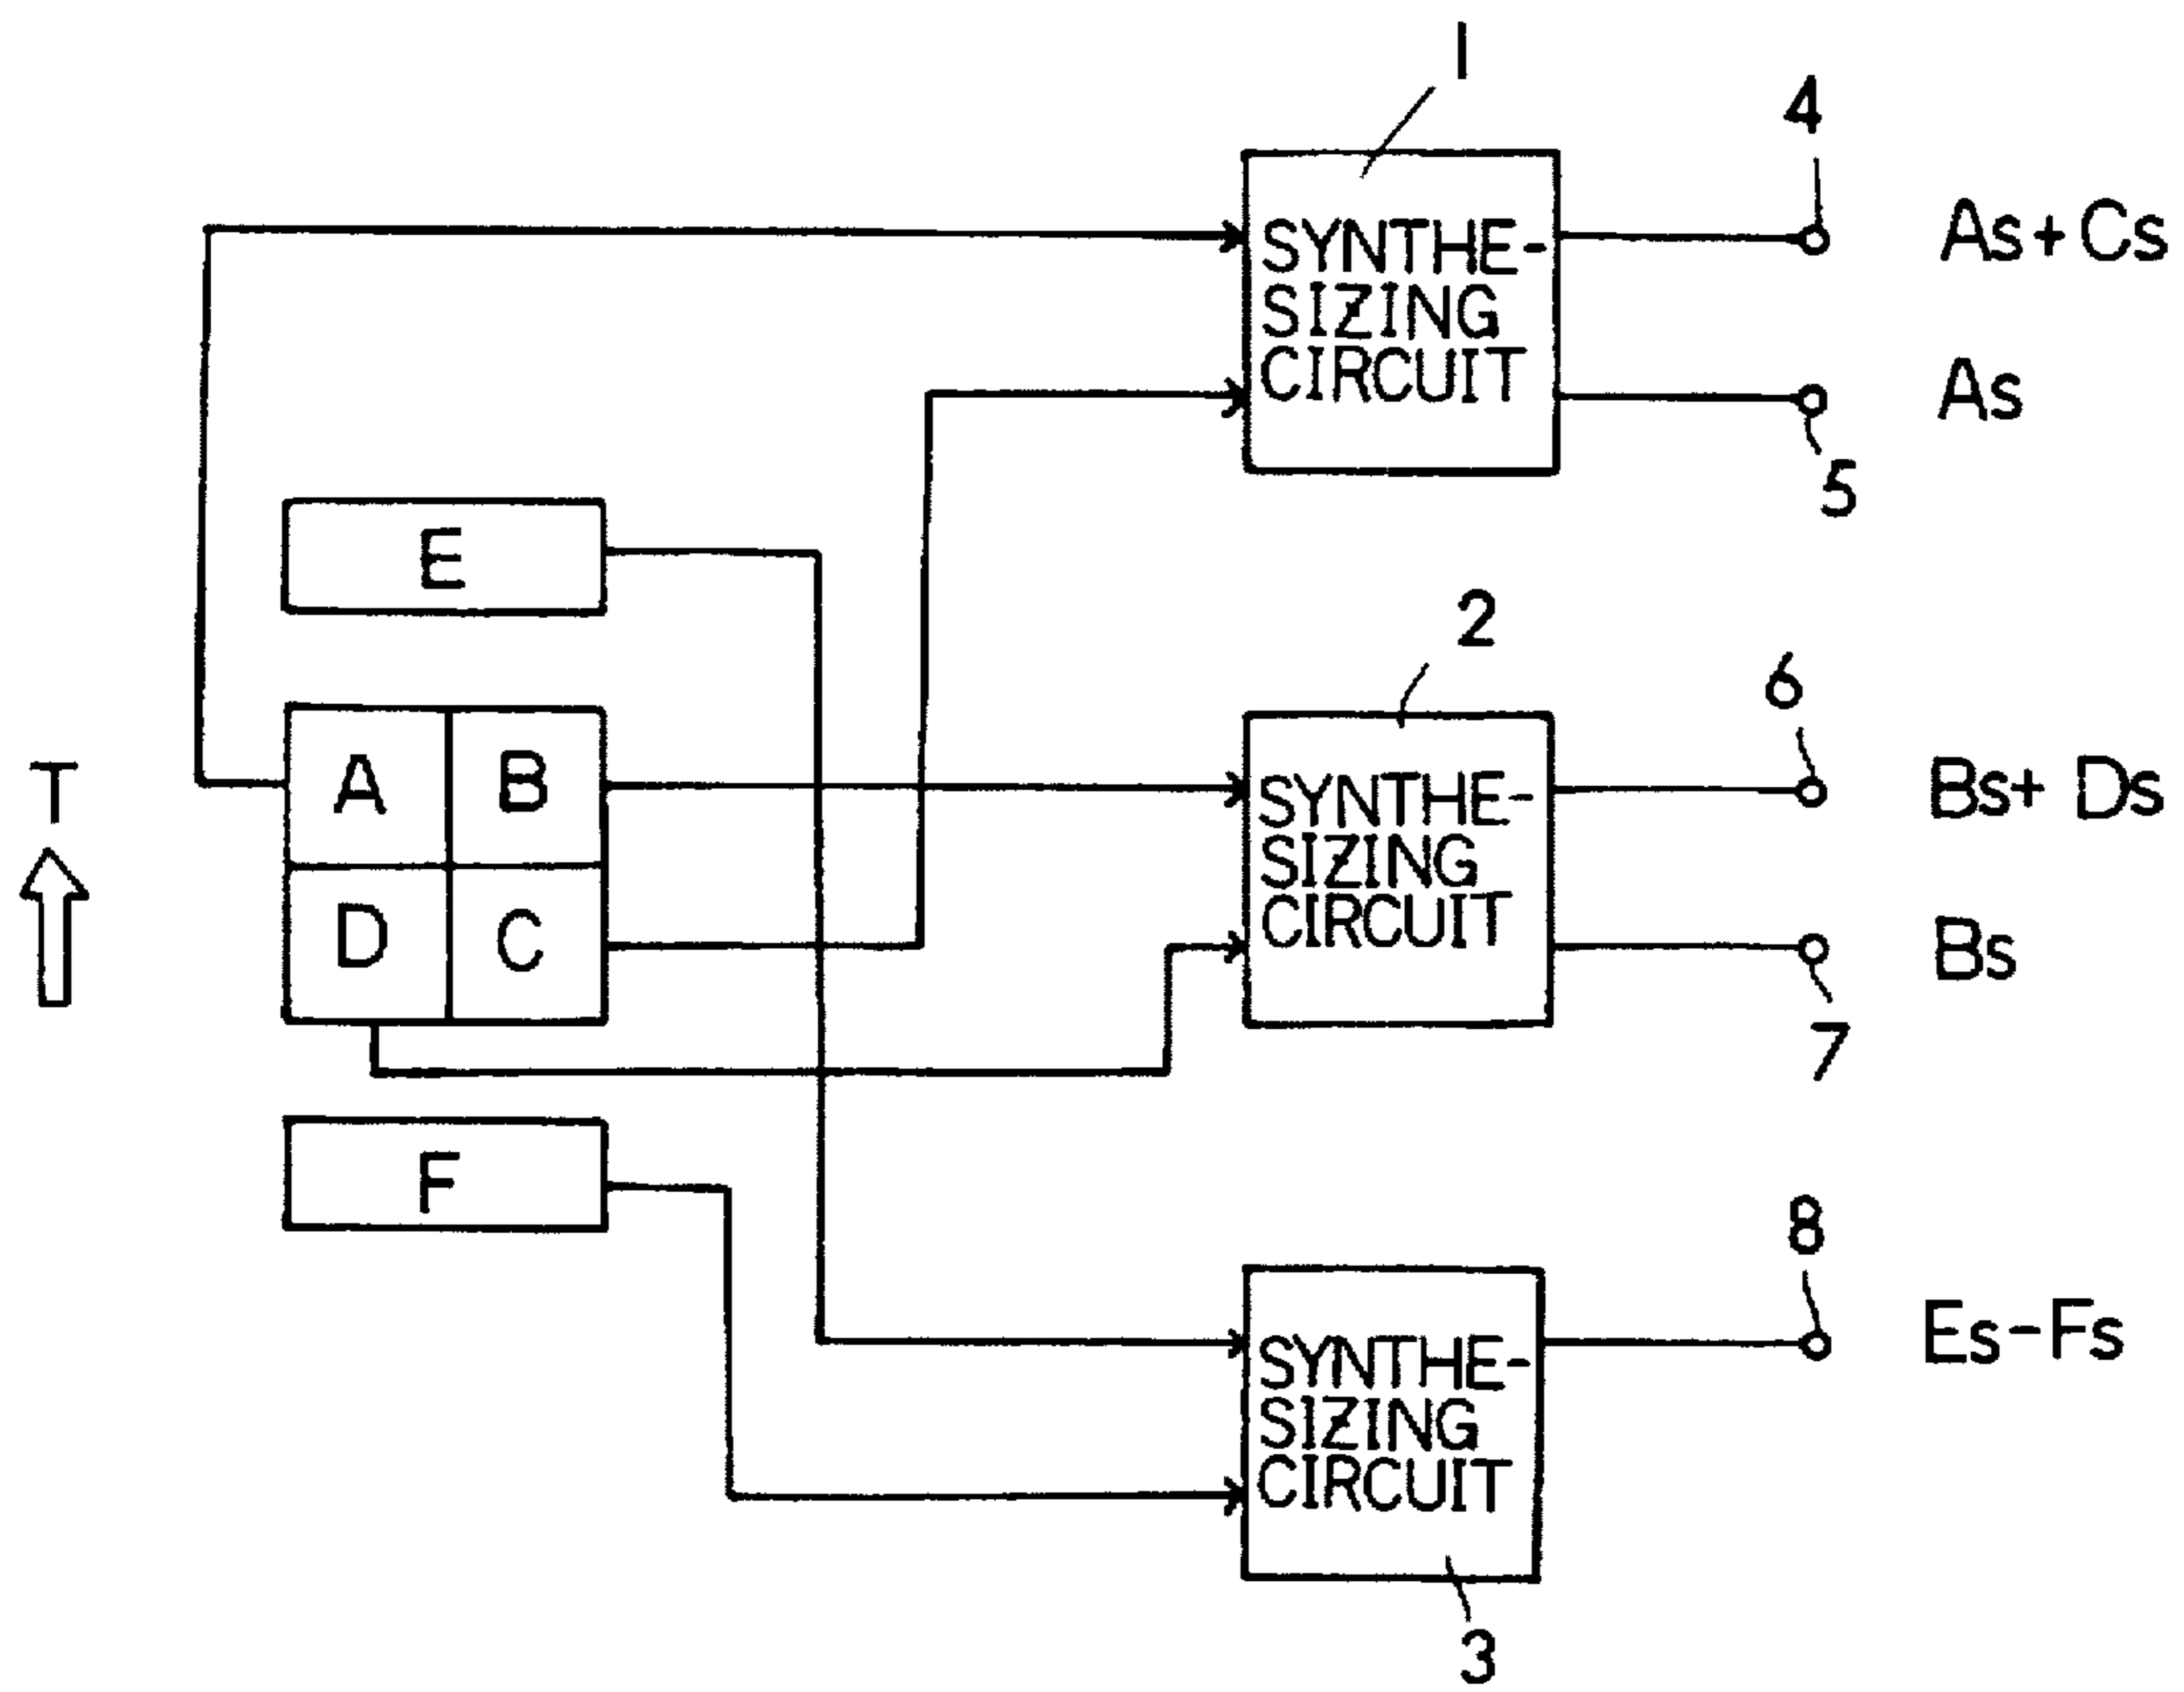 1
4
SYNTHE-
SIZING
CIRCUIT
As+Cs
As
5
E
2
6
T
A
B
D
C
SYNTHE-
SIZING
CIRCUIT
Bs+Ds
Bs
7
F
8
SYNTHE-
SIZING
CIRCUIT
Es-Fs
3